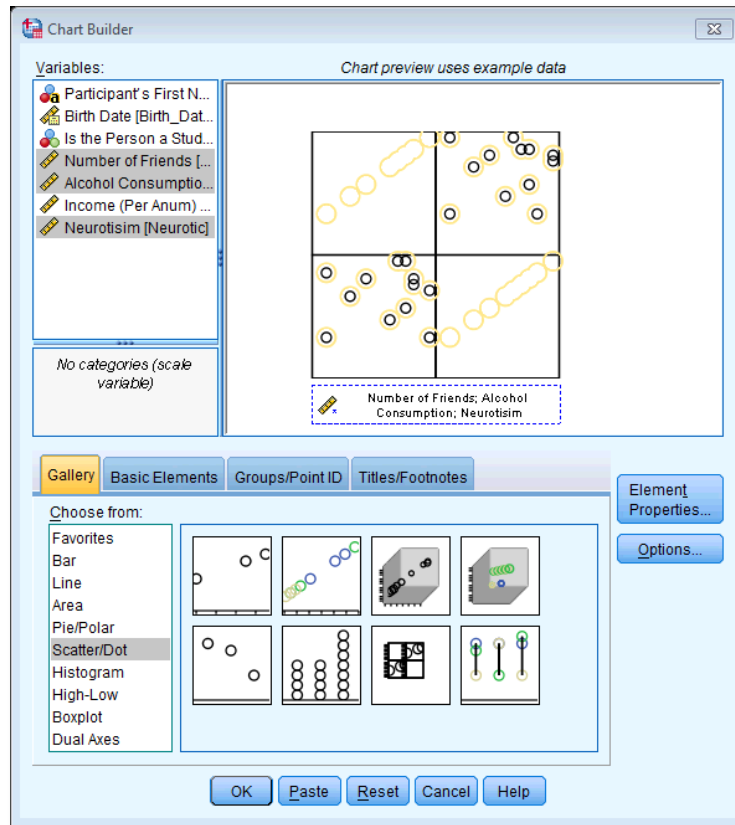 Chart Builder
Variables:
Chart preview uses example data
Participant's First N...
Birth Date [Birth_Dat...
Is the Person a Stud...
Number of Friends [...
Alcohol Consumptio...
Income (Per Anum) ...
Neurotisim [Neurotic]
No categories (scale
variable)
Number of Friends; Alcohol
Consumption; Neurotisim
Gallery
Basic Elements
Groups/Point ID
Titles/Footnotes
Element
Properties...
Options...
Choose from:
Favorites
Bar
Line
Area
Pie/Polar
Scatter/Dot
Histogram
High-Low
Boxplot
Dual Axes
OK
Paste
Reset
Cancel
Help